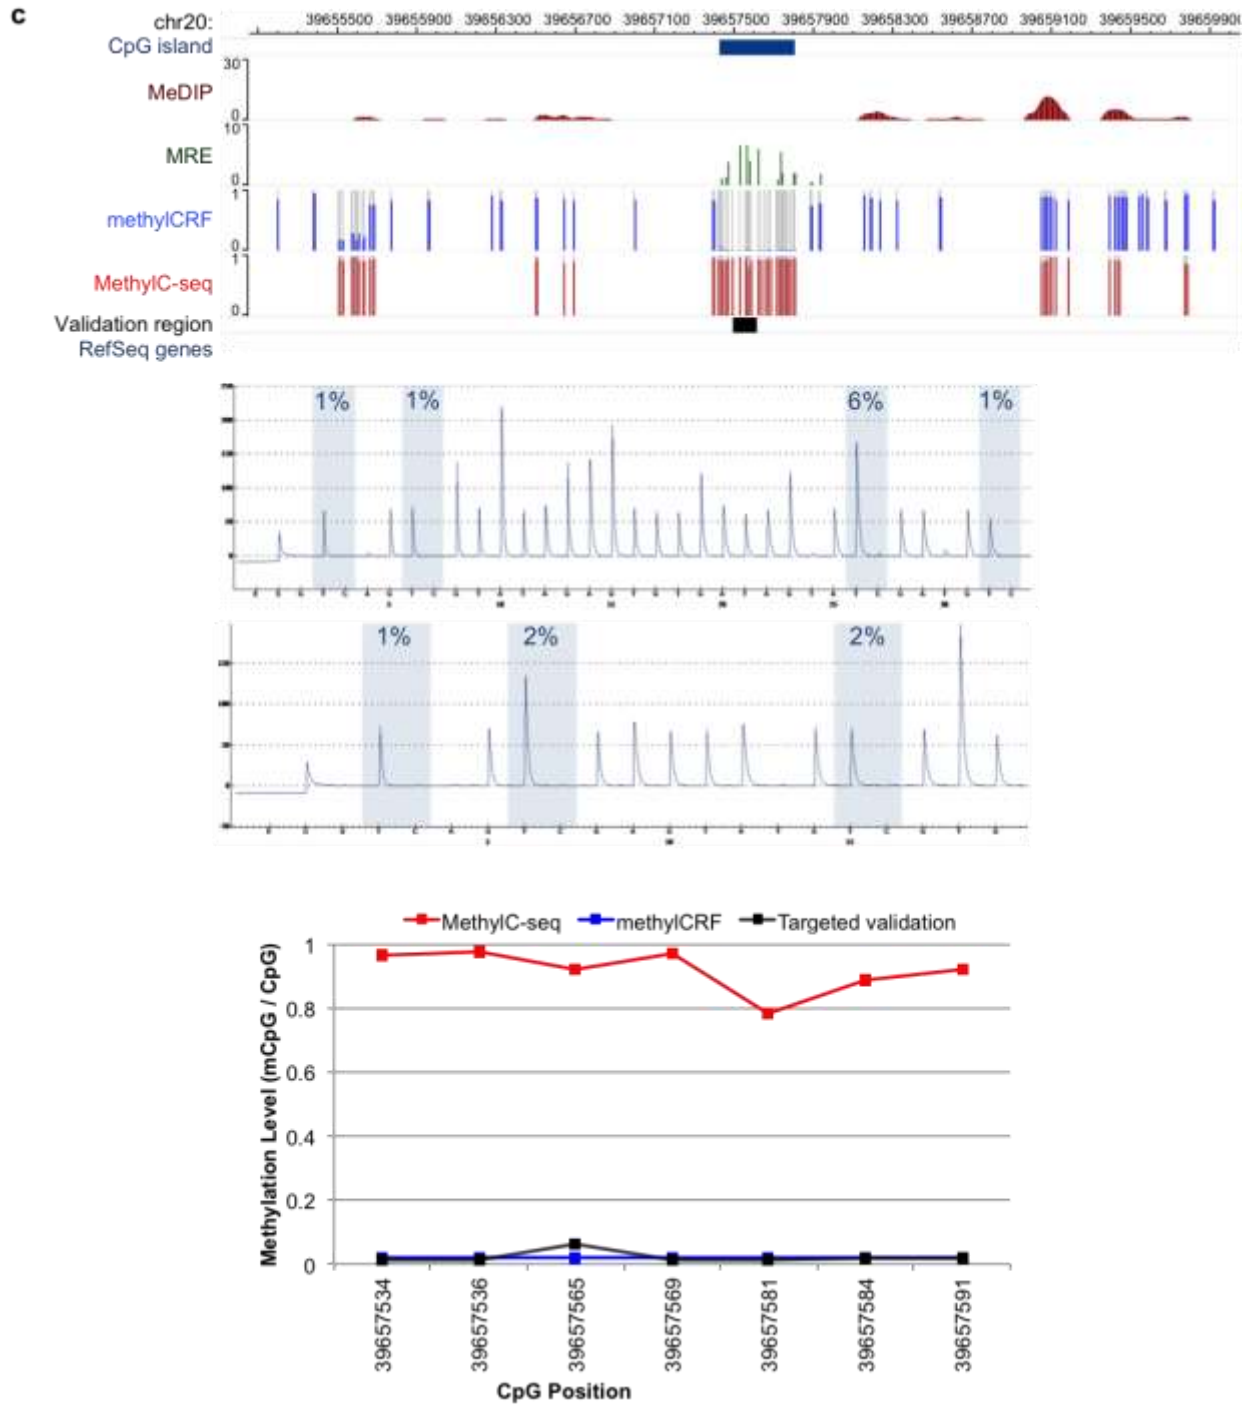 c
chr20: 39655500 39655900 39656300 39656700 39657100 39657500 39657900 39658300 39658700 39659100 39659500 3965990
CpG island
30
MeDIP
0
10
MRE
0
1
methylCRF
0
1
MethylC-seq
0
Validation region
RefSeq genes
1% 1% 6% 1%
1% 2% 2%
MethylC-seq methylCRF Targeted validation
Methylation Level (mCpG / CpG)
1
0.8
0.6
0.4
0.2
0
39657534 39657536 39657565 39657569 39657581 39657584 39657591
CpG Position